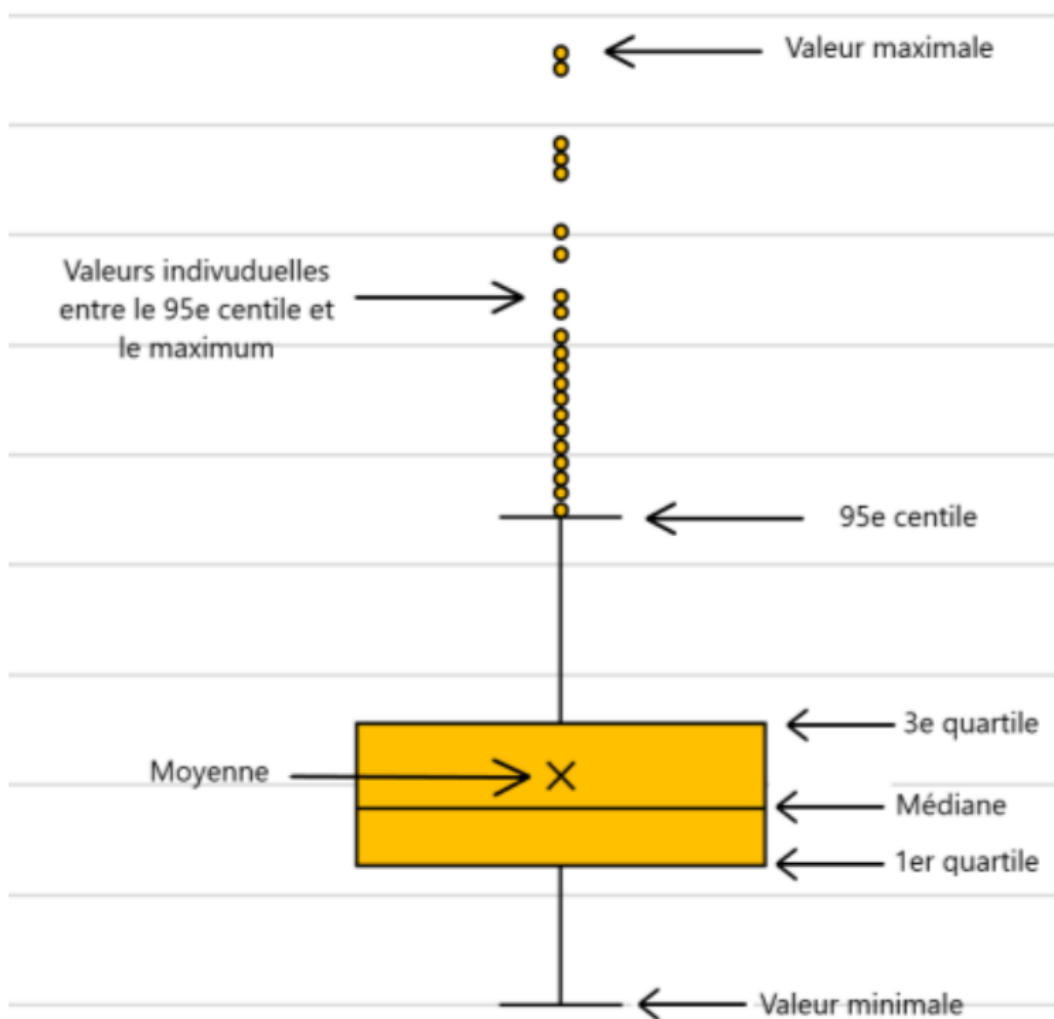 Valeur maximale
Valeurs indivuduelles
entre le 95e centile et
le maximum
95e centile
3e quartile
Moyenne
Médiane
1er quartile
Valeur minimale